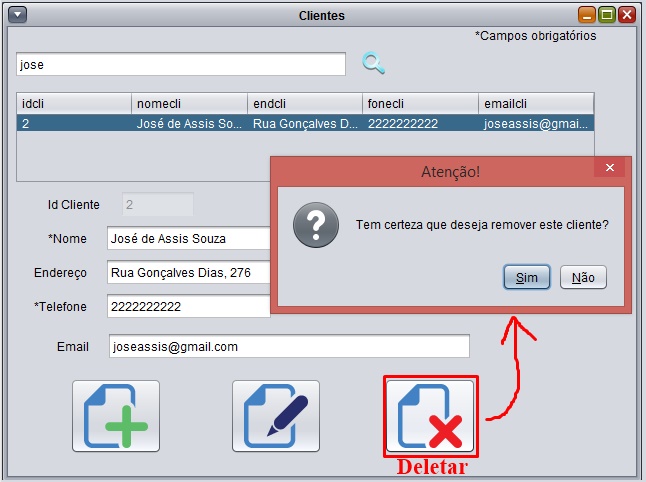 Clientes
*Campos obrigatórios
jose
idcli nomecli endcli fonecli emailcli
2 José de Assis So... Rua Gonçalves D... 2222222222 joseassis@gmai...
Atenção!
Tem certeza que deseja remover este cliente?
Sim Não
Id Cliente 2
*Nome José de Assis Souza
Endereço Rua Gonçalves Dias, 276
*Telefone 2222222222
Email joseassis@gmail.com
Deletar